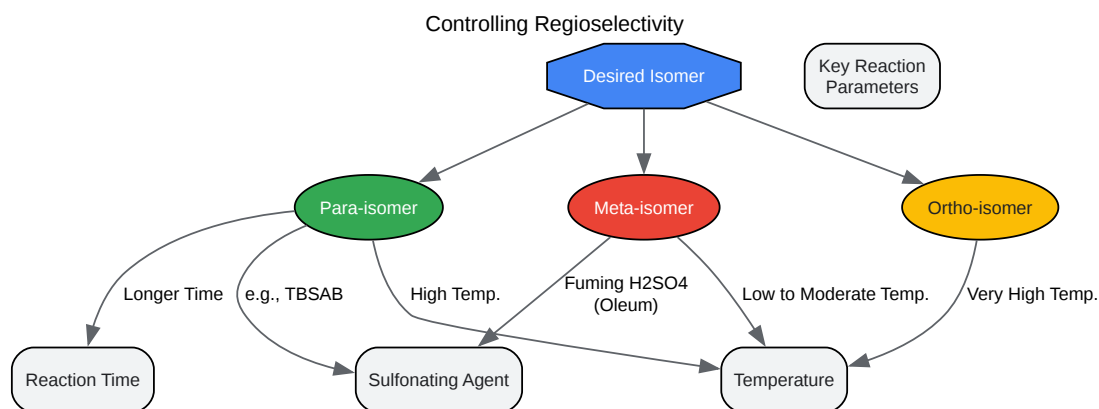 Controlling Regioselectivity
Desired Isomer
Key Reaction
Parameters
Para-isomer
Meta-isomer
Ortho-isomer
Longer Time
e.g., TBSAB
High Temp.
Fuming H2SO4
(Oleum)
Low to Moderate Temp.
Very High Temp.
Reaction Time
Sulfonating Agent
Temperature